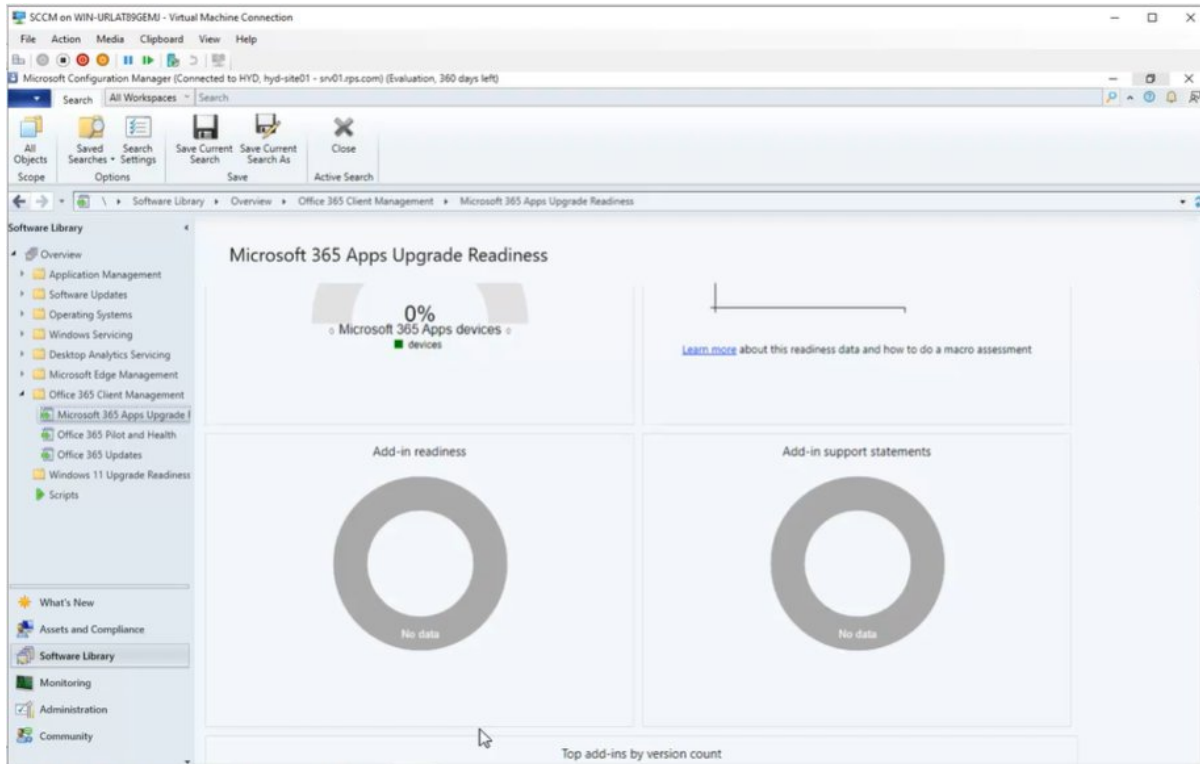 SCCM on WIN-URLAT89GEMJ - Virtual Machine Connection
File Action Media Clipboard View Help
Microsoft Configuration Manager (Connected to HYD, hyd-site01 - srv01.rps.com) (Evaluation, 360 days left)
Search All Workspaces Search
All Objects
Saved Searches
Search Settings
Save Current Search
Save Current Search As
Close
Scope Options Save Active Search
\ Software Library Overview Office 365 Client Management Microsoft 365 Apps Upgrade Readiness
Software Library
Overview
Application Management
Software Updates
Operating Systems
Windows Servicing
Desktop Analytics Servicing
Microsoft Edge Management
Office 365 Client Management
Microsoft 365 Apps Upgrade
Office 365 Pilot and Health
Office 365 Updates
Windows 11 Upgrade Readiness
Scripts
What's New
Assets and Compliance
Software Library
Monitoring
Administration
Community
Microsoft 365 Apps Upgrade Readiness
0%
0 Microsoft 365 Apps devices 0
devices
Learn more about this readiness data and how to do a macro assessment
Add-in readiness
No data
Add-in support statements
No data
Top add-ins by version count